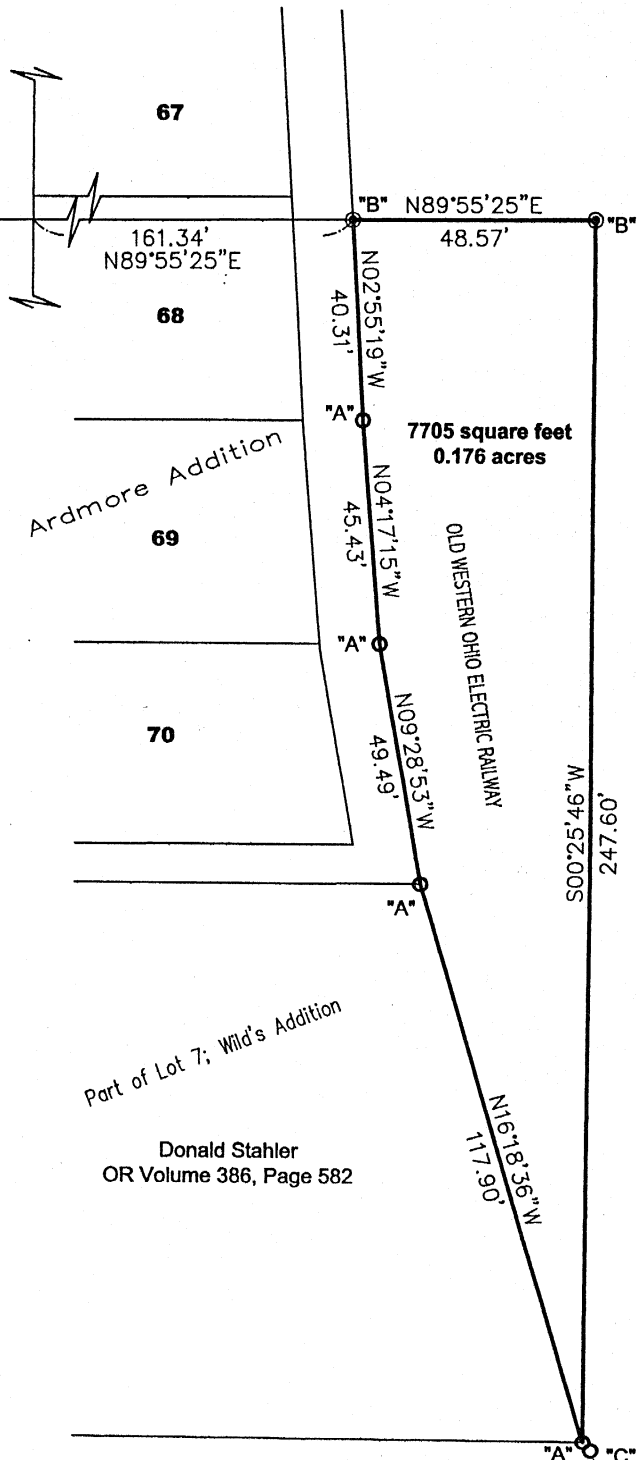 67
"B" N89°55'25"E
48.57'
"B"
161.34'
N89°55'25"E
68
N02°55'19"W
40.31'
"A"
7705 square feet
0.176 acres
Ardmore Addition
69
N04°17'15"W
45.43'
OLD WESTERN OHIO ELECTRIC RAILWAY
"A"
70
N09°28'53"W
49.49'
S00°25'46"W
247.60'
"A"
Part of Lot 7; Wild's Addition
N16°18'36"W
117.90'
Donald Stahler
OR Volume 386, Page 582
"A" "C"